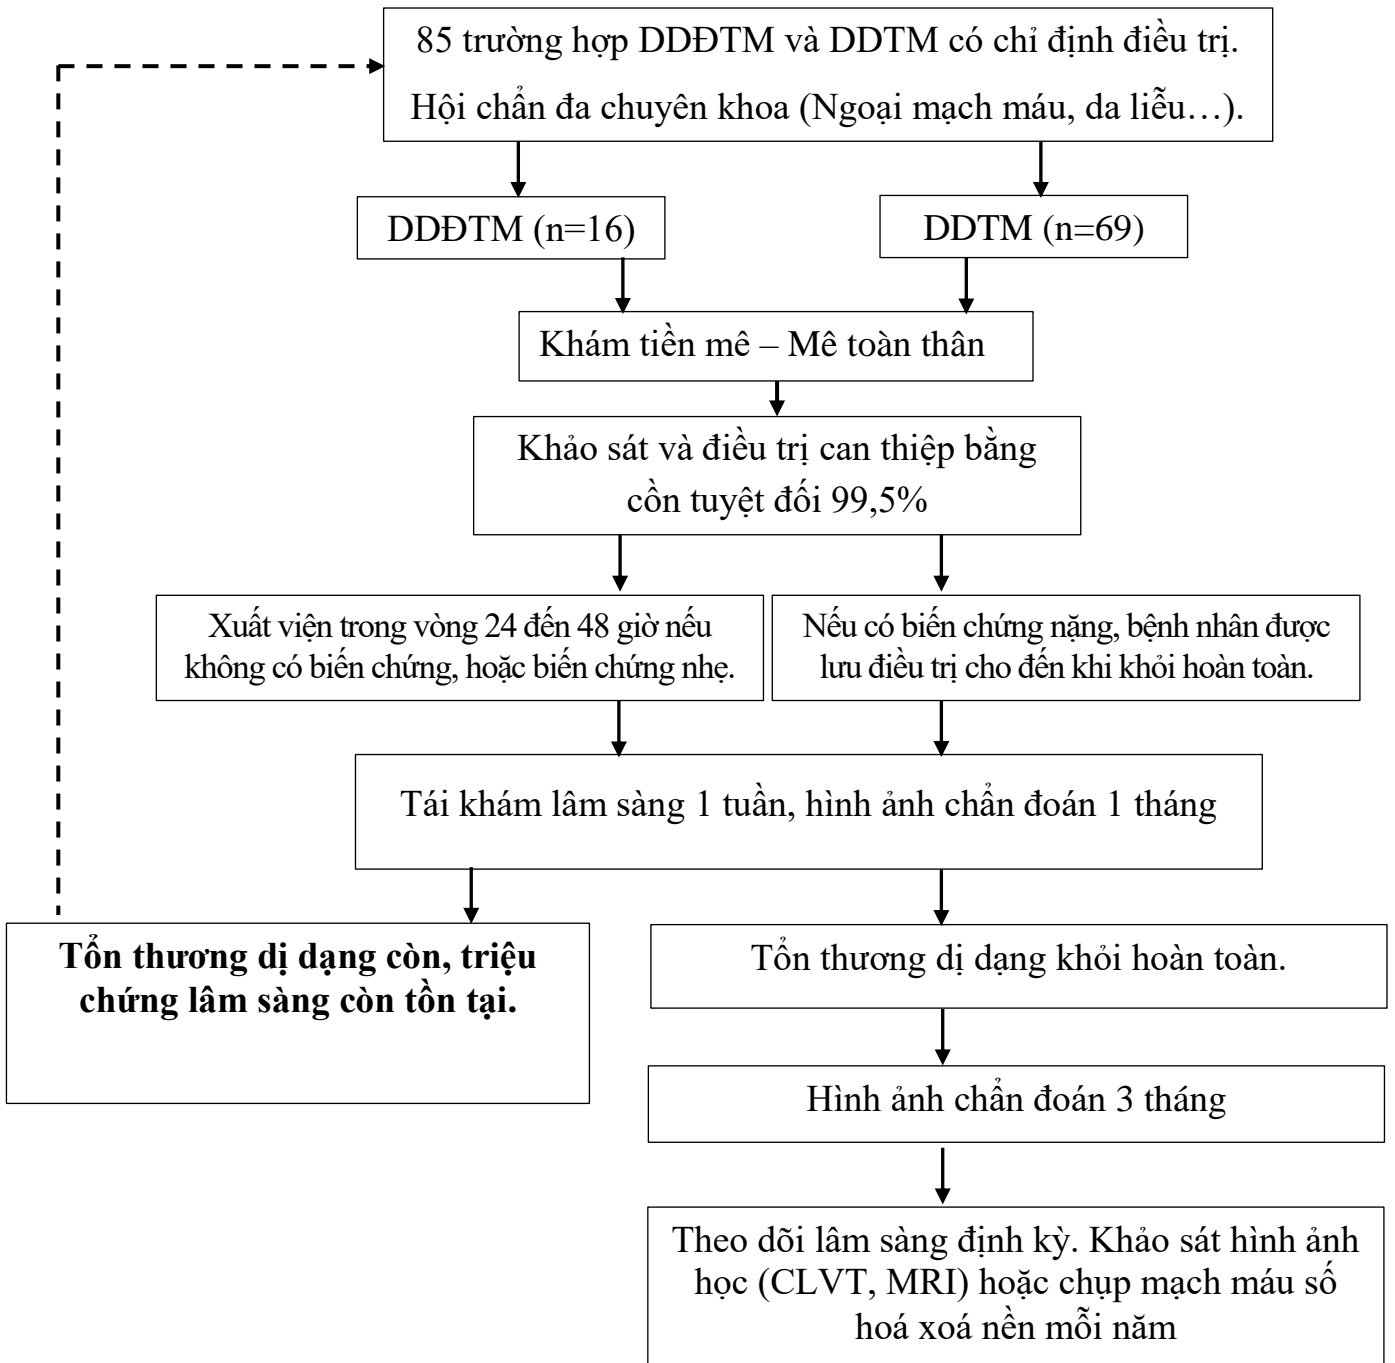 85 trường hợp DDĐTM và DDTM có chỉ định điều trị.
Hội chẩn đa chuyên khoa (Ngoại mạch máu, da liễu…).
DDĐTM (n=16)
DDTM (n=69)
Khám tiền mê – Mê toàn thân
Khảo sát và điều trị can thiệp bằng
cồn tuyệt đối 99,5%
Xuất viện trong vòng 24 đến 48 giờ nếu
không có biến chứng, hoặc biến chứng nhẹ.
Nếu có biến chứng nặng, bệnh nhân được
lưu điều trị cho đến khi khỏi hoàn toàn.
Tái khám lâm sàng 1 tuần, hình ảnh chẩn đoán 1 tháng
Tổn thương dị dạng còn, triệu
chứng lâm sàng còn tồn tại.
Tổn thương dị dạng khỏi hoàn toàn.
Hình ảnh chẩn đoán 3 tháng
Theo dõi lâm sàng định kỳ. Khảo sát hình ảnh
học (CLVT, MRI) hoặc chụp mạch máu số
hoá xoá nền mỗi năm